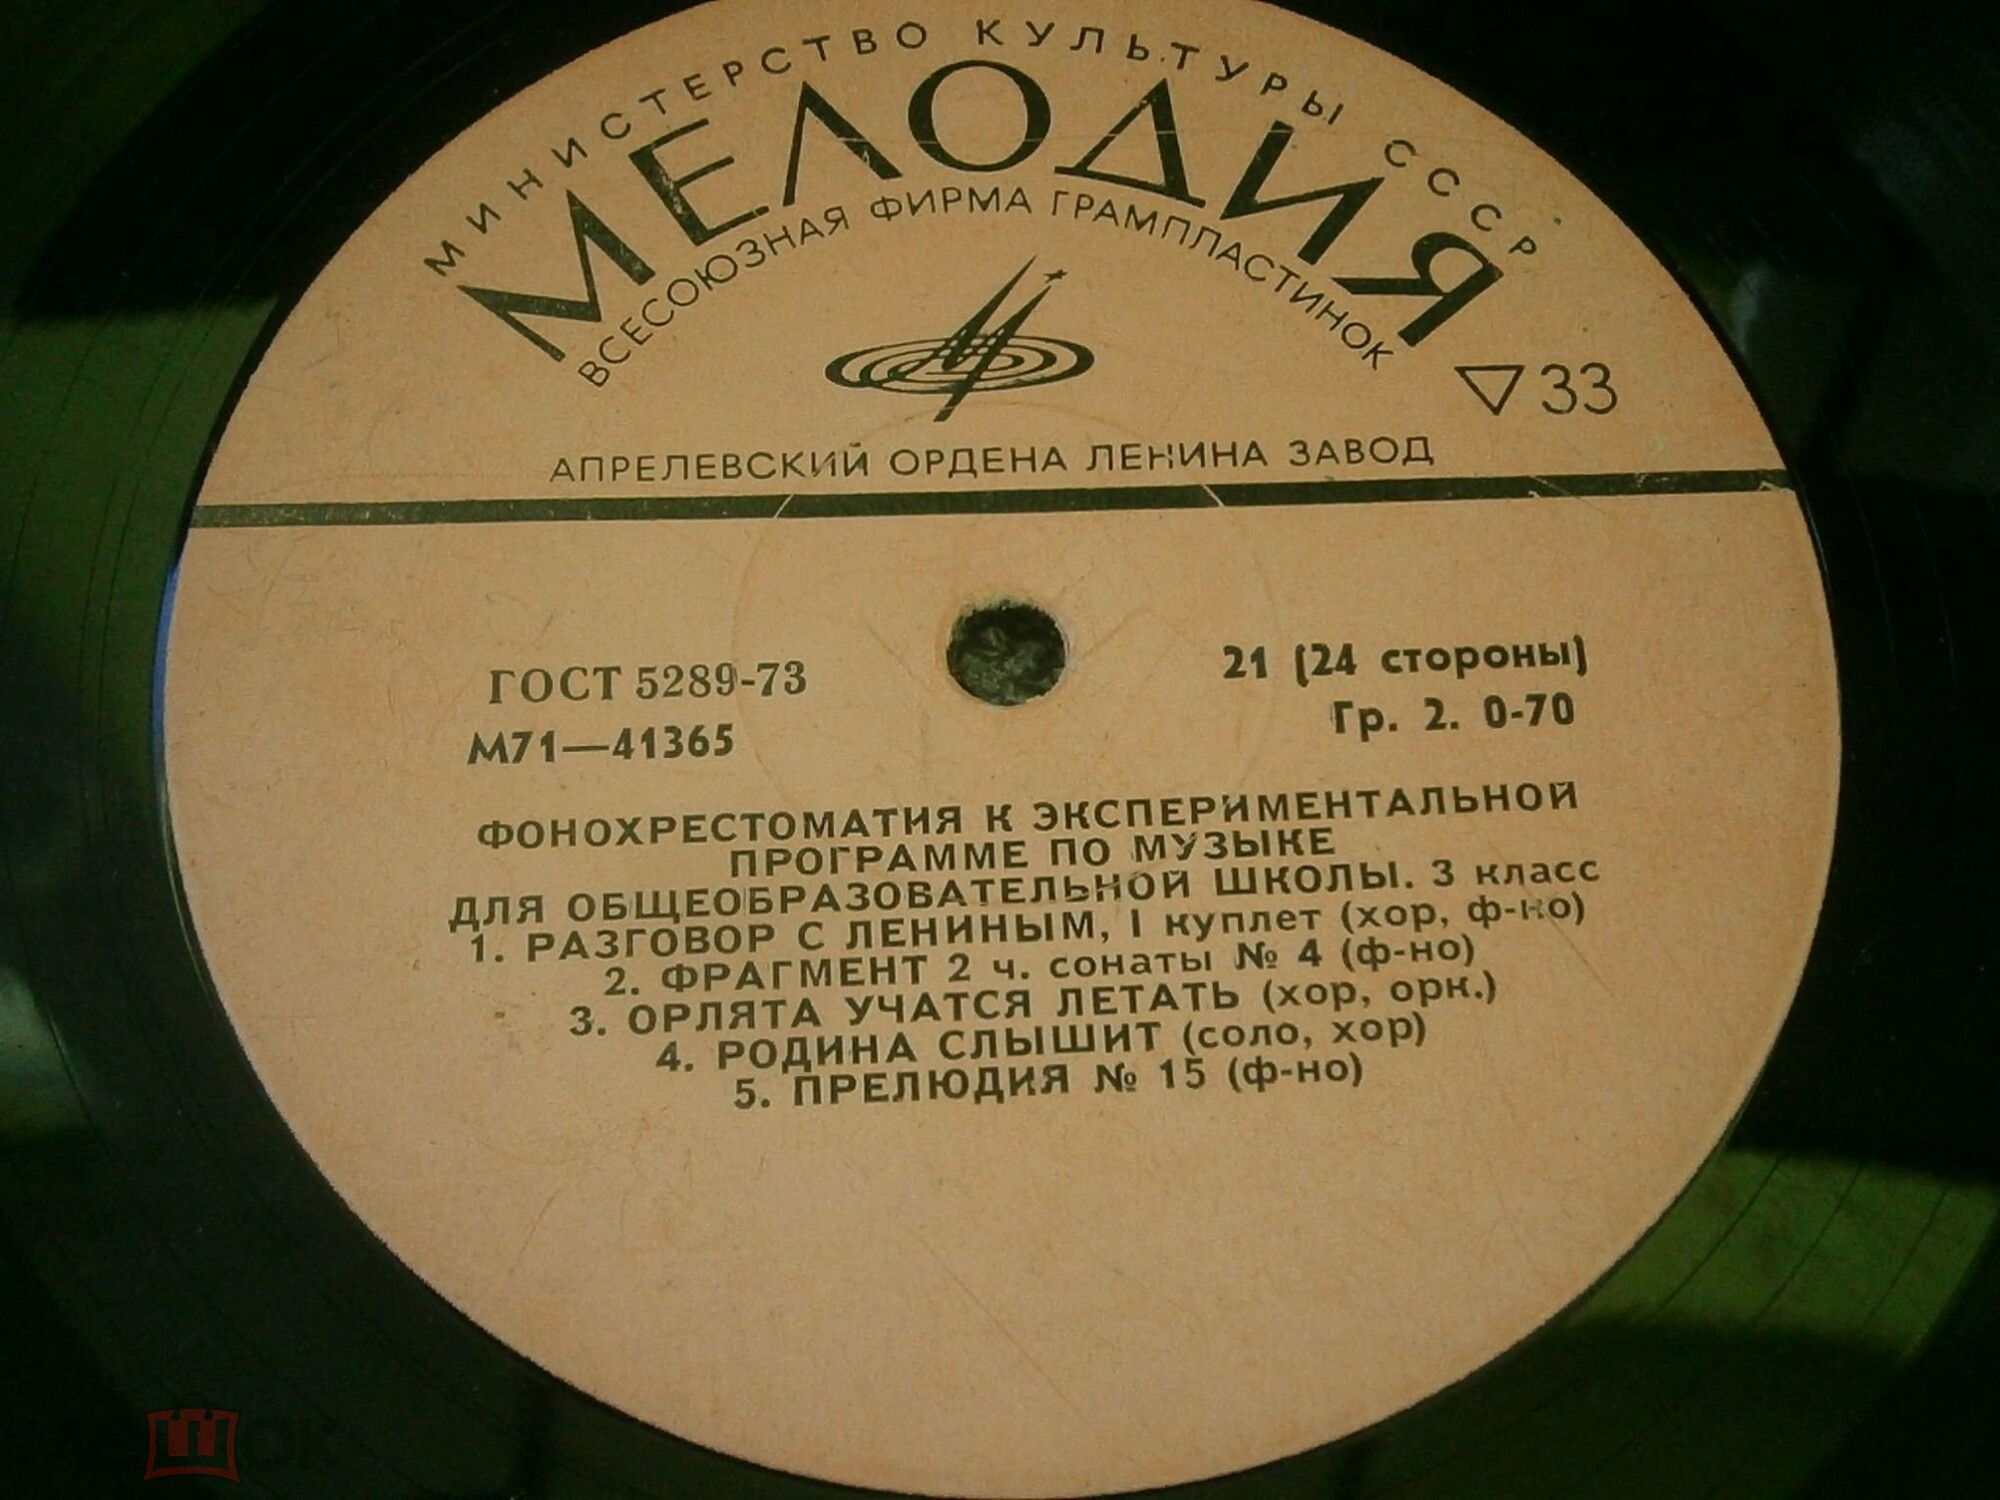 МИНИСТЕРСТВО КУЛЬТУРЫ СССР
МЕЛОДИЯ
ВСЕСОЮЗНАЯ ФИРМА ГРАМПЛАСТИНОК
33
АПРЕЛЕВСКИЙ ОРДЕНА ЛЕНИНА ЗАВОД
ГОСТ 5289-73
21 (24 стороны)
М71—41365
Гр. 2. 0-70
ФОНОХРЕСТОМАТИЯ К ЭКСПЕРИМЕНТАЛЬНОЙ
ПРОГРАММЕ ПО МУЗЫКЕ
ДЛЯ ОБЩЕОБРАЗОВАТЕЛЬНОЙ ШКОЛЫ. 3 класс
1. РАЗГОВОР С ЛЕНИНЫМ, I куплет (хор, ф-но)
2. ФРАГМЕНТ 2 ч. сонаты № 4 (ф-но)
3. ОРЛЯТА УЧАТСЯ ЛЕТАТЬ (хор, орк.)
4. РОДИНА СЛЫШИТ (соло, хор)
5. ПРЕЛЮДИЯ № 15 (ф-но)